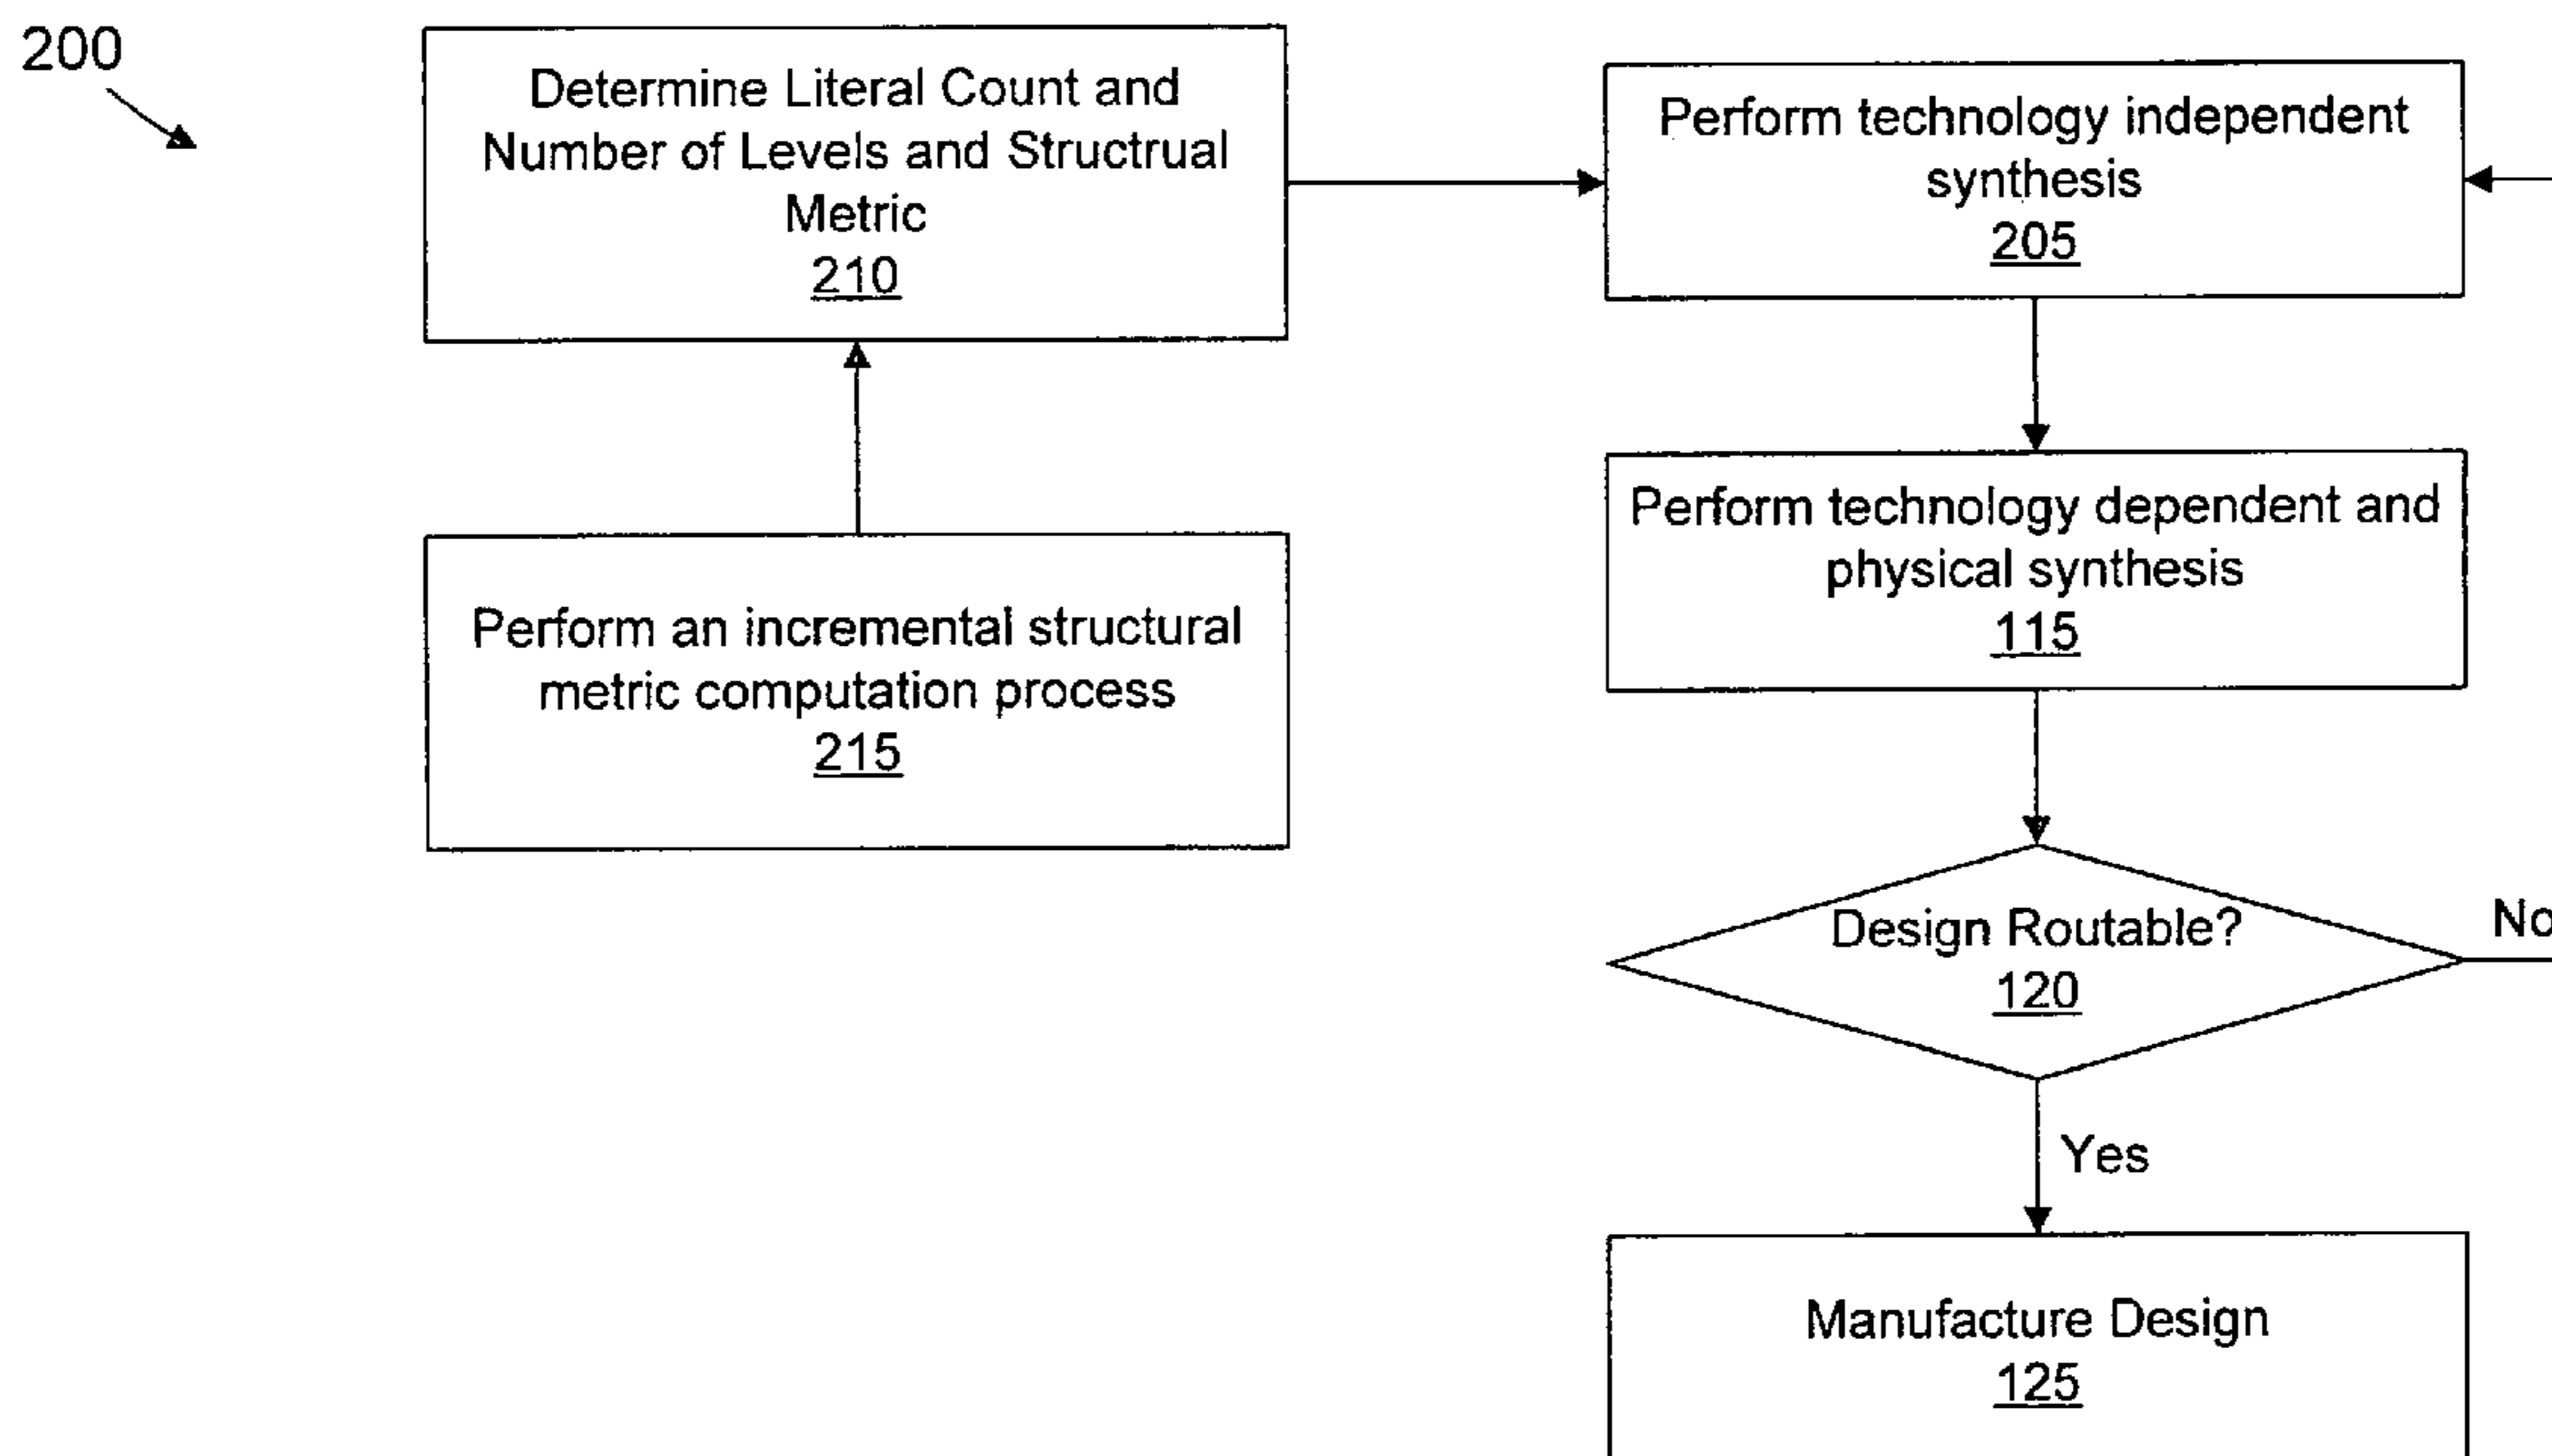 200
Determine Literal Count and
Number of Levels and Structrual
Metric
210
Perform technology independent
synthesis
205
Perform an incremental structural
metric computation process
215
Perform technology dependent and
physical synthesis
115
Design Routable?
120
No
Yes
Manufacture Design
125